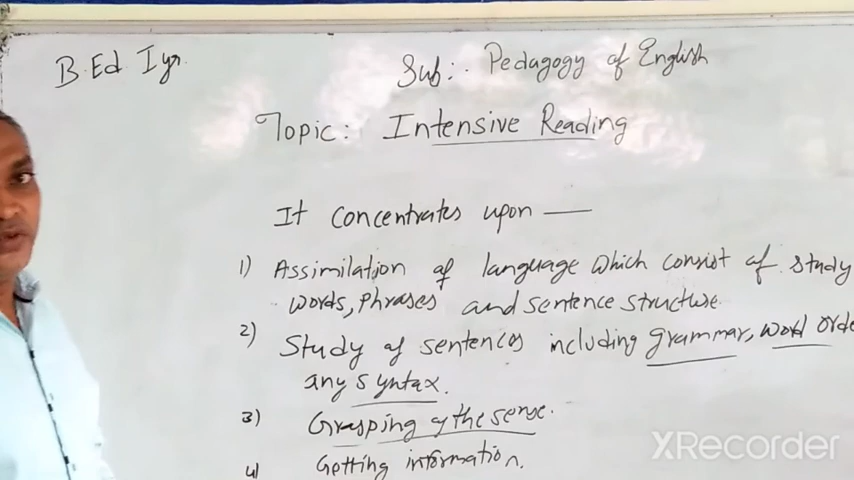 B.Ed I yr.
Sub:- Pedagogy of English
Topic: Intensive Reading
It concentrates upon —
1) Assimilation of language which consist of study
words, phrases and sentence structure.
2) Study of sentences including grammar, word orde
any syntax.
3) Grasping of the sense.
4) Getting information.
XRecorder